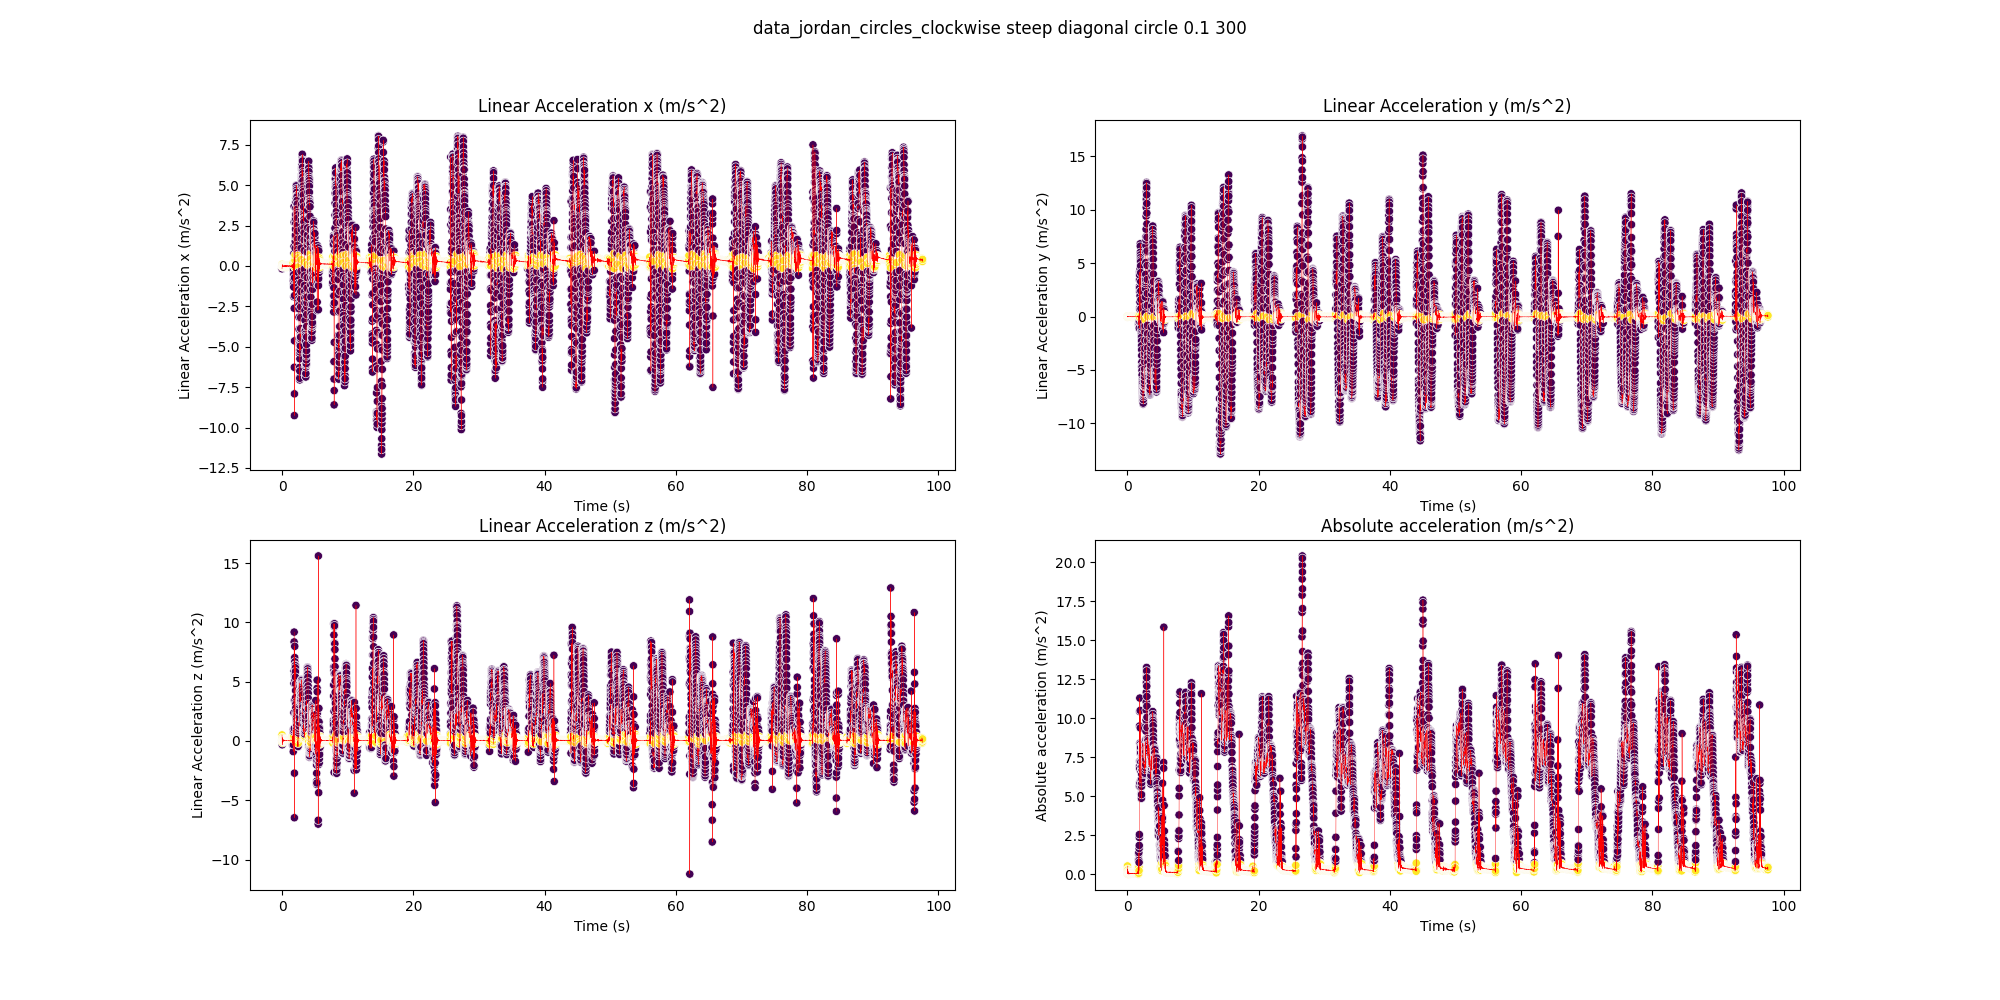 data_jordan_circles_clockwise steep diagonal circle 0.1 300
Linear Acceleration x (m/s^2)
Linear Acceleration x (m/s^2)
7.5
5.0
2.5
0.0
−2.5
−5.0
−7.5
−10.0
−12.5
0 20 40 60 80 100
Time (s)
Linear Acceleration y (m/s^2)
Linear Acceleration y (m/s^2)
15
10
5
0
−5
−10
0 20 40 60 80 100
Time (s)
Linear Acceleration z (m/s^2)
Linear Acceleration z (m/s^2)
15
10
5
0
−5
−10
0 20 40 60 80 100
Time (s)
Absolute acceleration (m/s^2)
Absolute acceleration (m/s^2)
20.0
17.5
15.0
12.5
10.0
7.5
5.0
2.5
0.0
0 20 40 60 80 100
Time (s)